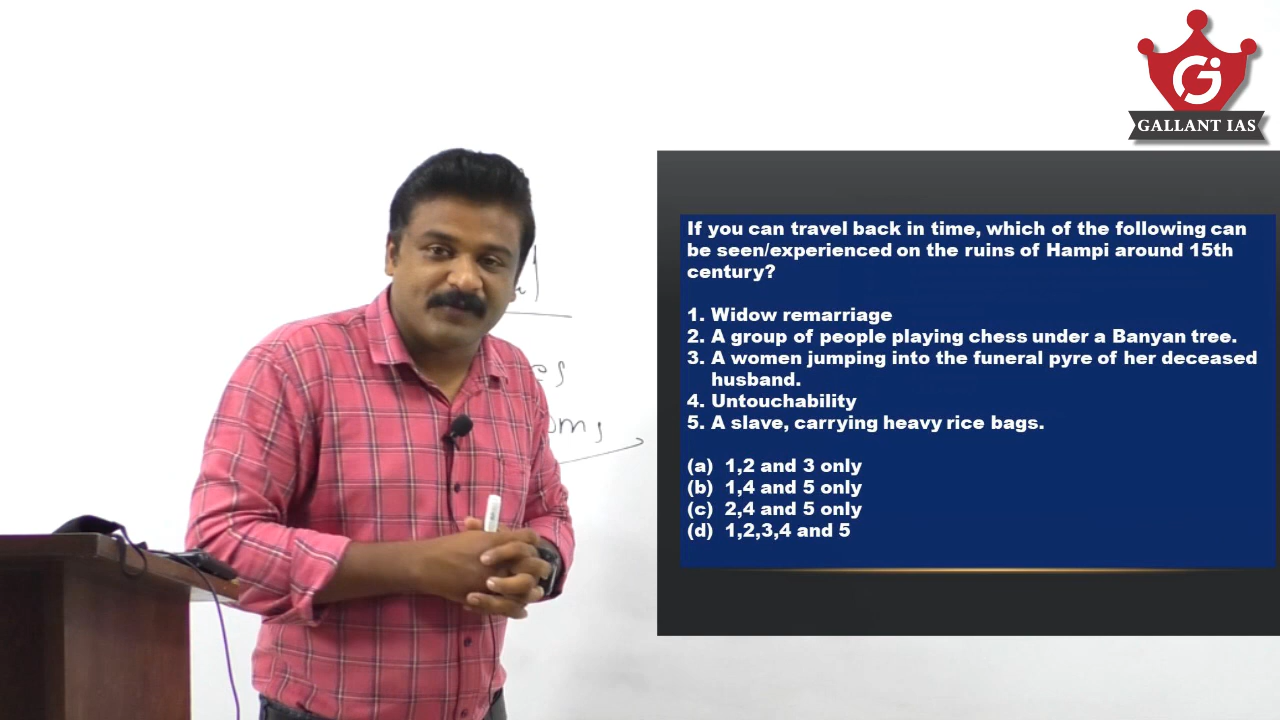 GALLANT IAS
If you can travel back in time, which of the following can
be seen/experienced on the ruins of Hampi around 15th
century?
1. Widow remarriage
2. A group of people playing chess under a Banyan tree.
3. A women jumping into the funeral pyre of her deceased
husband.
4. Untouchability
5. A slave, carrying heavy rice bags.
(a) 1,2 and 3 only
(b) 1,4 and 5 only
(c) 2,4 and 5 only
(d) 1,2,3,4 and 5